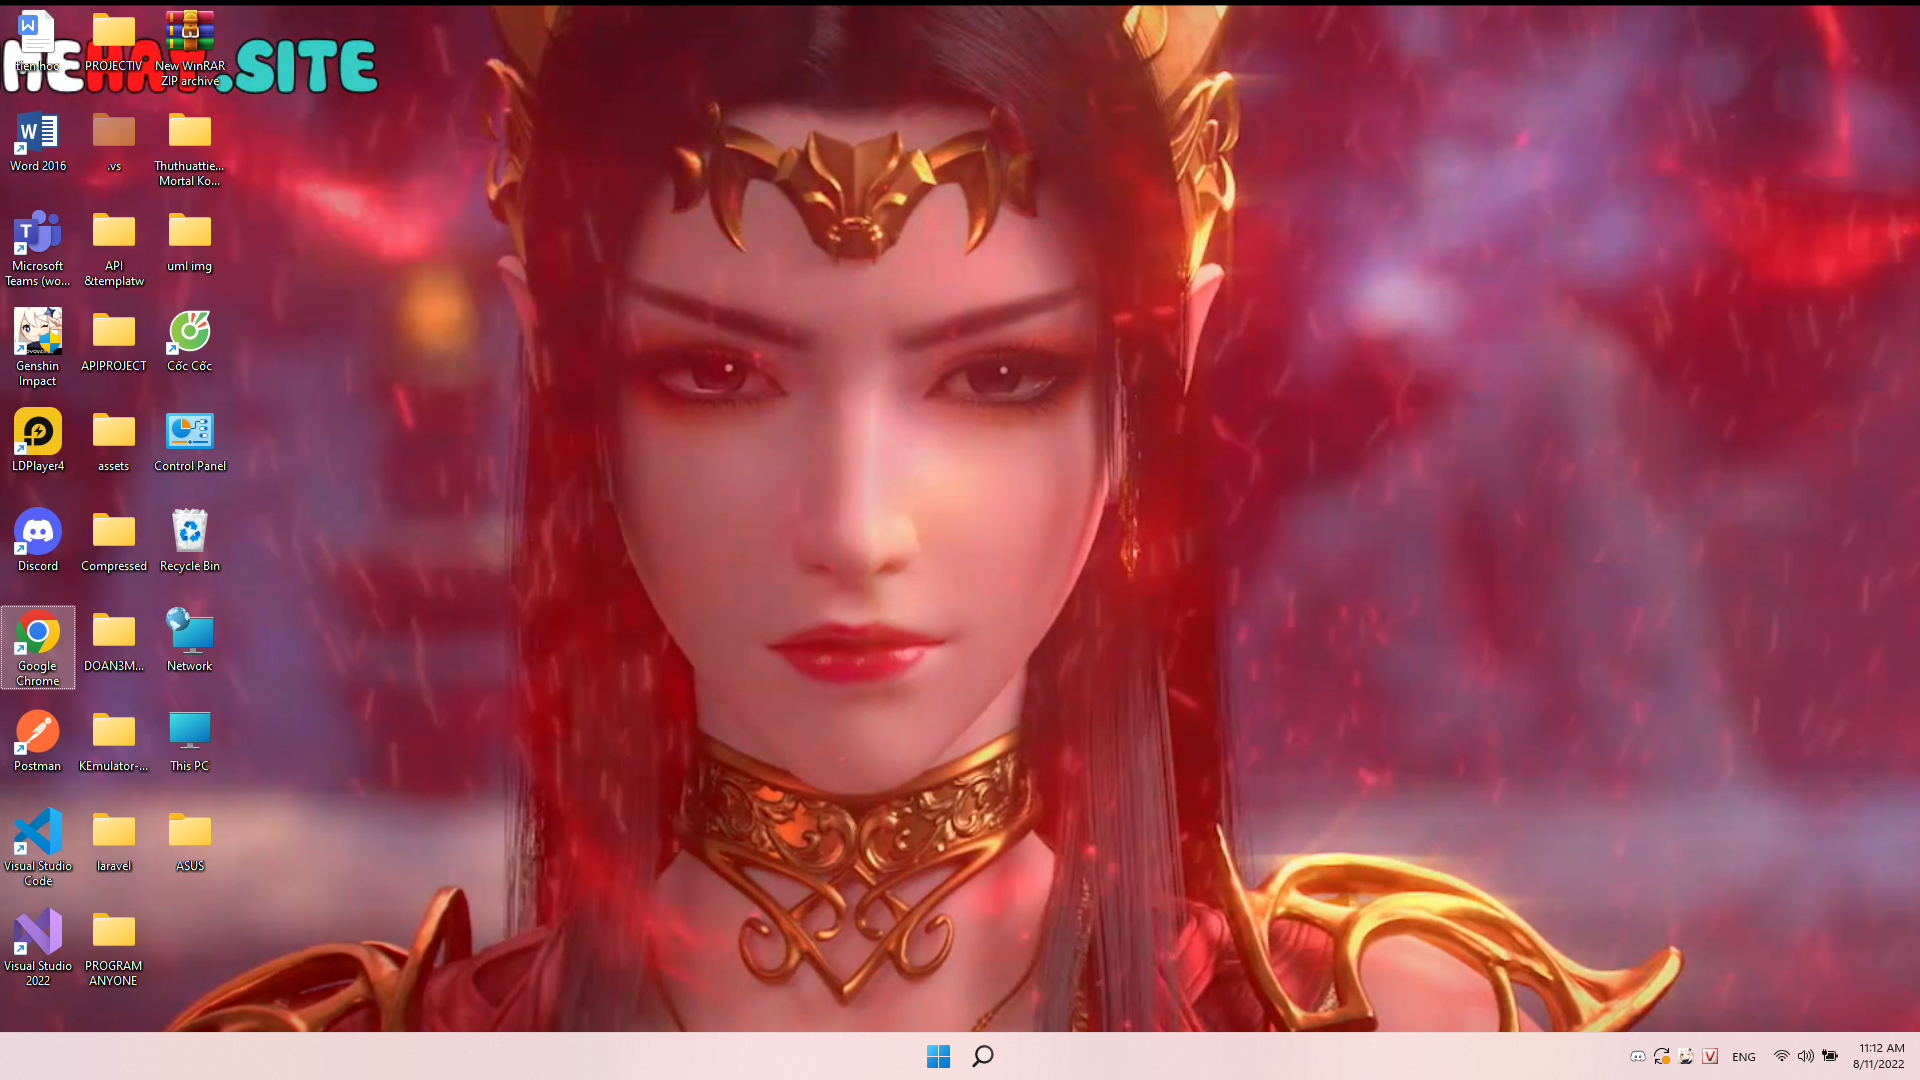 MEHAY.SITE
tien hoc
PROJECTIV
New WinRAR
ZIP archive
Word 2016
.vs
Thuthuattie...
Mortal Ko...
Microsoft
Teams (wo...
API
&templatw
uml img
Genshin
Impact
APIPROJECT
Cốc Cốc
LDPlayer4
assets
Control Panel
Discord
Compressed
Recycle Bin
Google
Chrome
DOAN3M...
Network
Postman
KEmulator-...
This PC
Visual Studio
Code
laravel
ASUS
Visual Studio
2022
PROGRAM
ANYONE
ENG
11:12 AM
8/11/2022